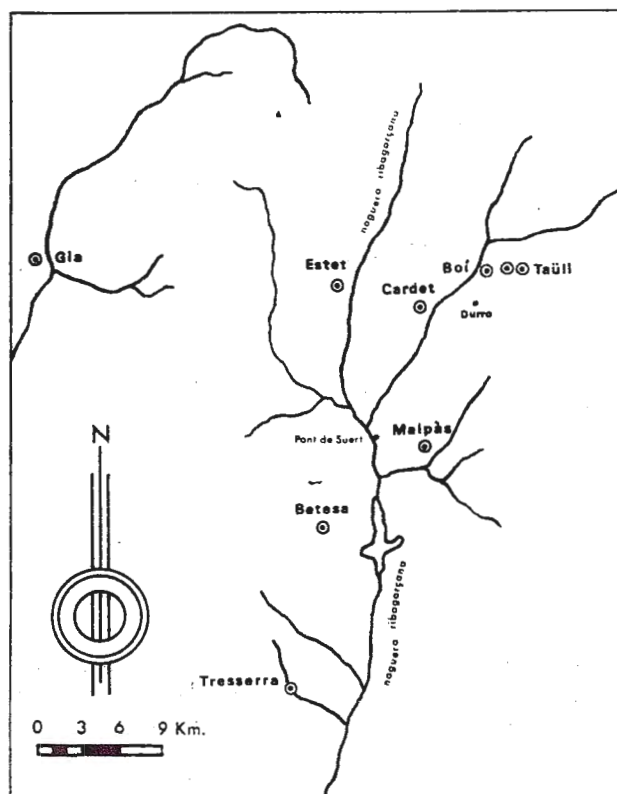 noguera ribagorçana
Gia
Estet
Boí
Taüll
Cardet
Durro
Pont de Suert
Malpàs
Betesa
noguera ribagorçana
N
Tresserra
0 3 6 9 Km.